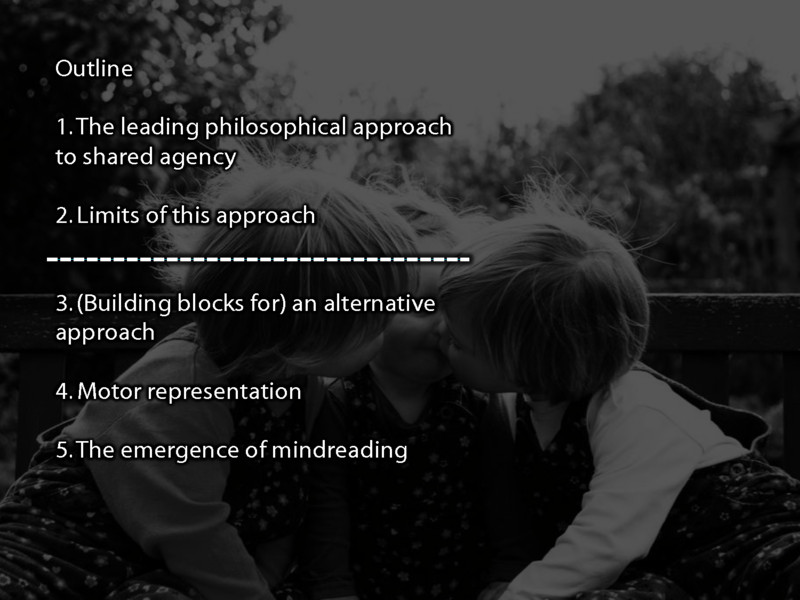 Outline
1. The leading philosophical approach
to shared agency
2. Limits of this approach
3. (Building blocks for) an alternative
approach
4. Motor representation
5. The emergence of mindreading